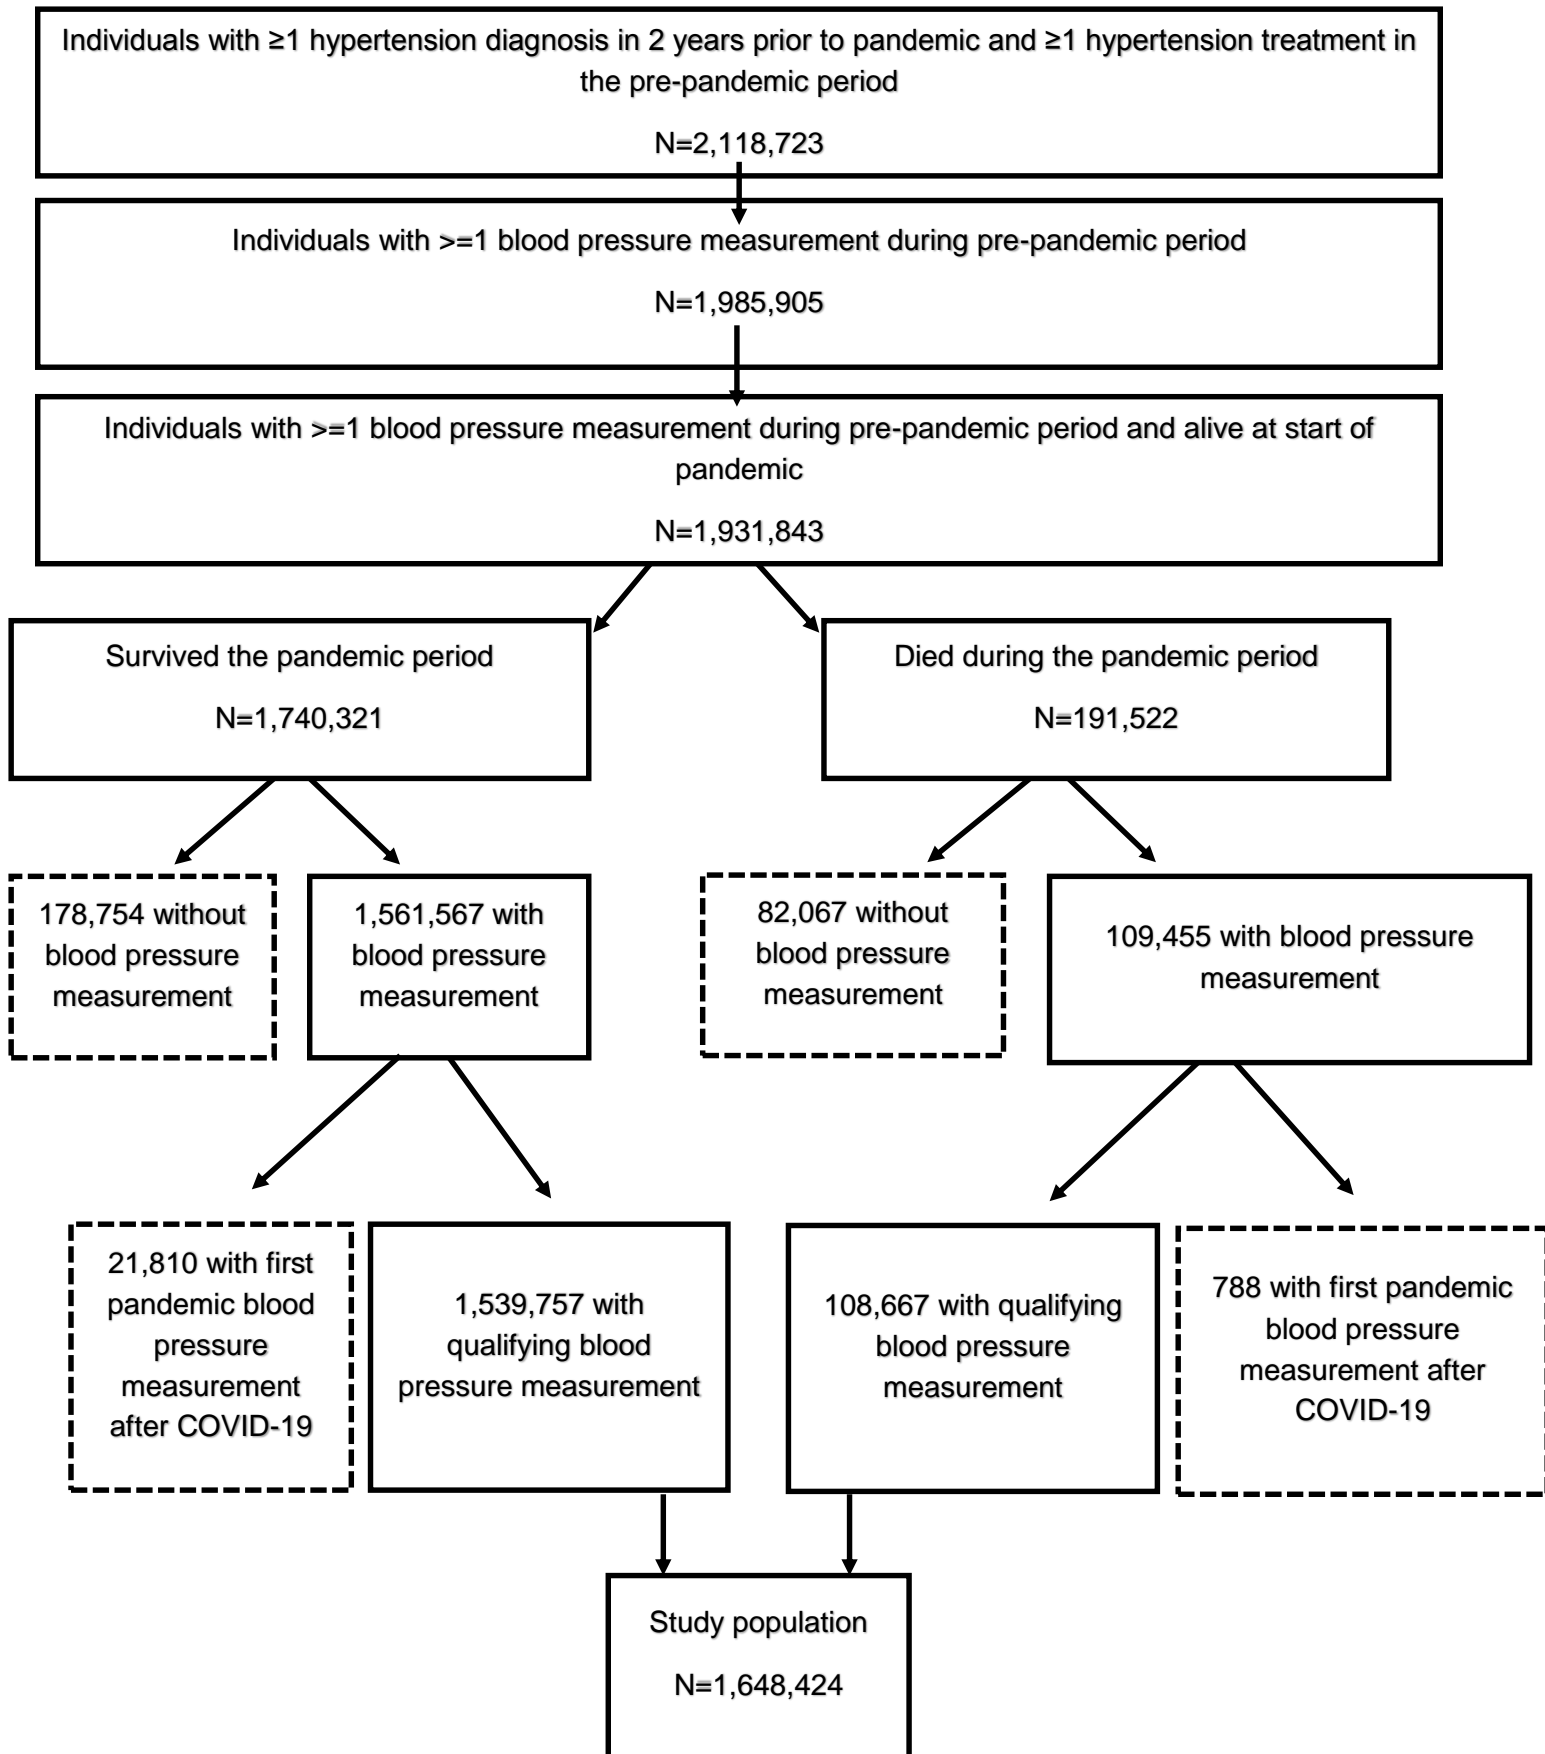 Individuals with ≥1 hypertension diagnosis in 2 years prior to pandemic and ≥1 hypertension treatment in
the pre-pandemic period
N=2,118,723
Individuals with >=1 blood pressure measurement during pre-pandemic period
N=1,985,905
Individuals with >=1 blood pressure measurement during pre-pandemic period and alive at start of
pandemic
N=1,931,843
Survived the pandemic period
N=1,740,321
Died during the pandemic period
N=191,522
178,754 without
blood pressure
measurement
1,561,567 with
blood pressure
measurement
82,067 without
blood pressure
measurement
109,455 with blood pressure
measurement
21,810 with first
pandemic blood
pressure
measurement
after COVID-19
1,539,757 with
qualifying blood
pressure measurement
108,667 with qualifying
blood pressure
measurement
788 with first pandemic
blood pressure
measurement after
COVID-19
Study population
N=1,648,424